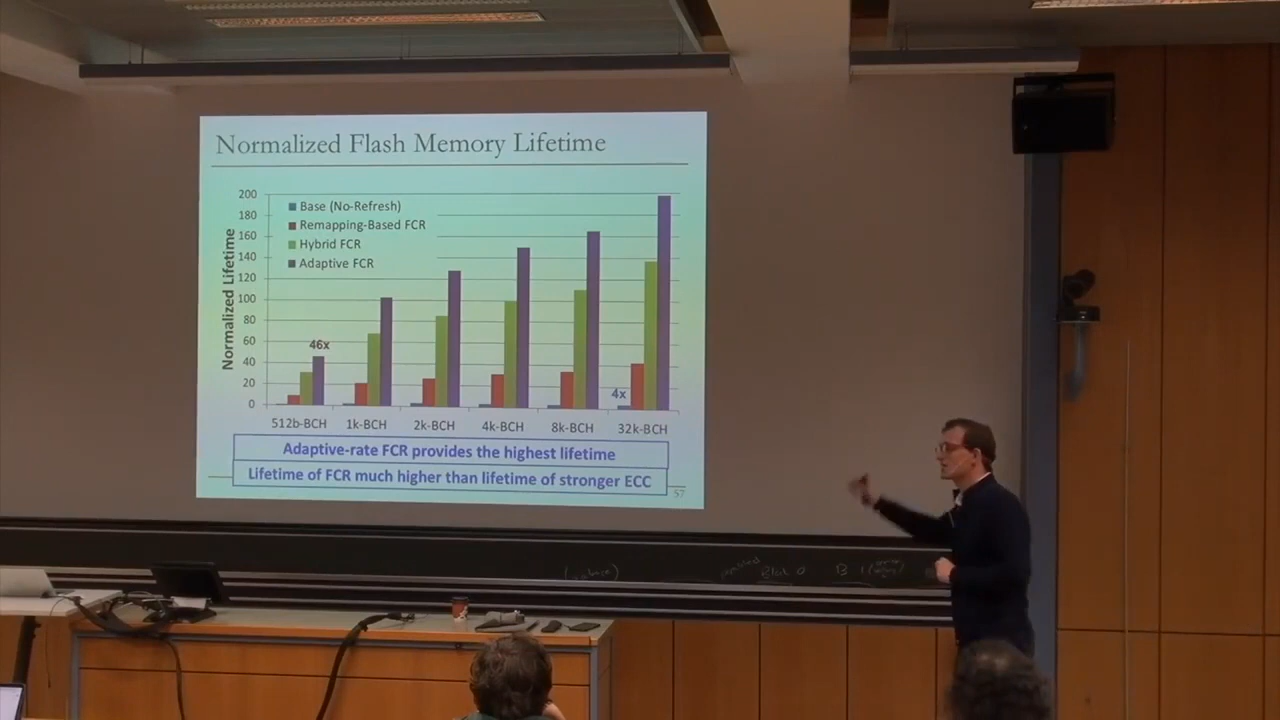 Normalized Flash Memory Lifetime
Normalized Lifetime
200
180
160
140
120
100
80
60
40
20
0
Base (No-Refresh)
Remapping-Based FCR
Hybrid FCR
Adaptive FCR
46x
4x
512b-BCH 1k-BCH 2k-BCH 4k-BCH 8k-BCH 32k-BCH
Adaptive-rate FCR provides the highest lifetime
Lifetime of FCR much higher than lifetime of stronger ECC
57